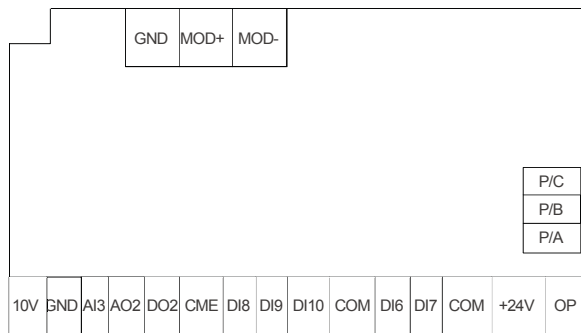 GND MOD+ MOD-
P/C
P/B
P/A
10V GND AI3 AO2 DO2 CME DI8 DI9 DI10 COM DI6 DI7 COM +24V OP